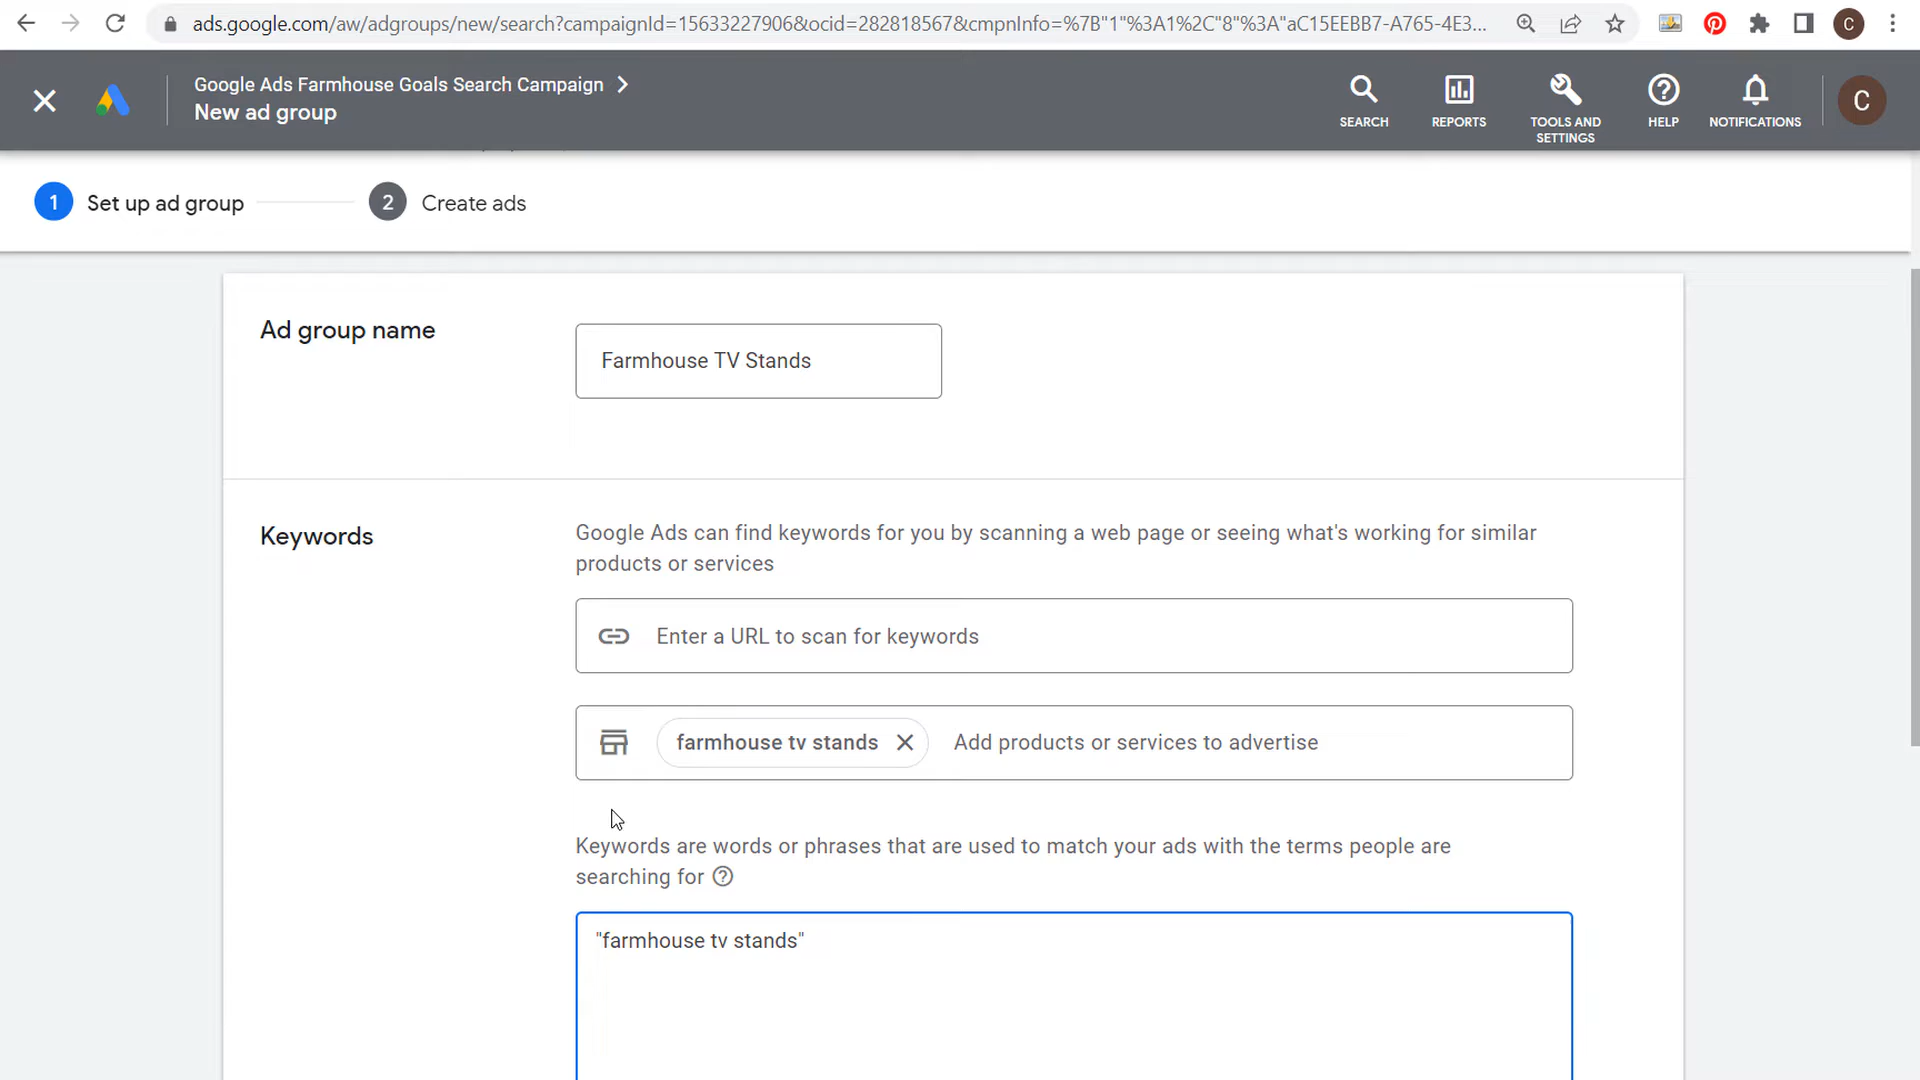 ads.google.com/aw/adgroups/new/search?campaignId=15633227906&ocid=282818567&cmpnInfo=%7B"1"%3A1%2C"8"%3A"aC15EEBB7-A765-4E3...
C
Google Ads Farmhouse Goals Search Campaign
New ad group
SEARCH
REPORTS
TOOLS AND
SETTINGS
HELP
NOTIFICATIONS
C
1 Set up ad group
2 Create ads
Ad group name
Farmhouse TV Stands
Keywords
Google Ads can find keywords for you by scanning a web page or seeing what's working for similar
products or services
Enter a URL to scan for keywords
farmhouse tv stands
Add products or services to advertise
Keywords are words or phrases that are used to match your ads with the terms people are
searching for
"farmhouse tv stands"